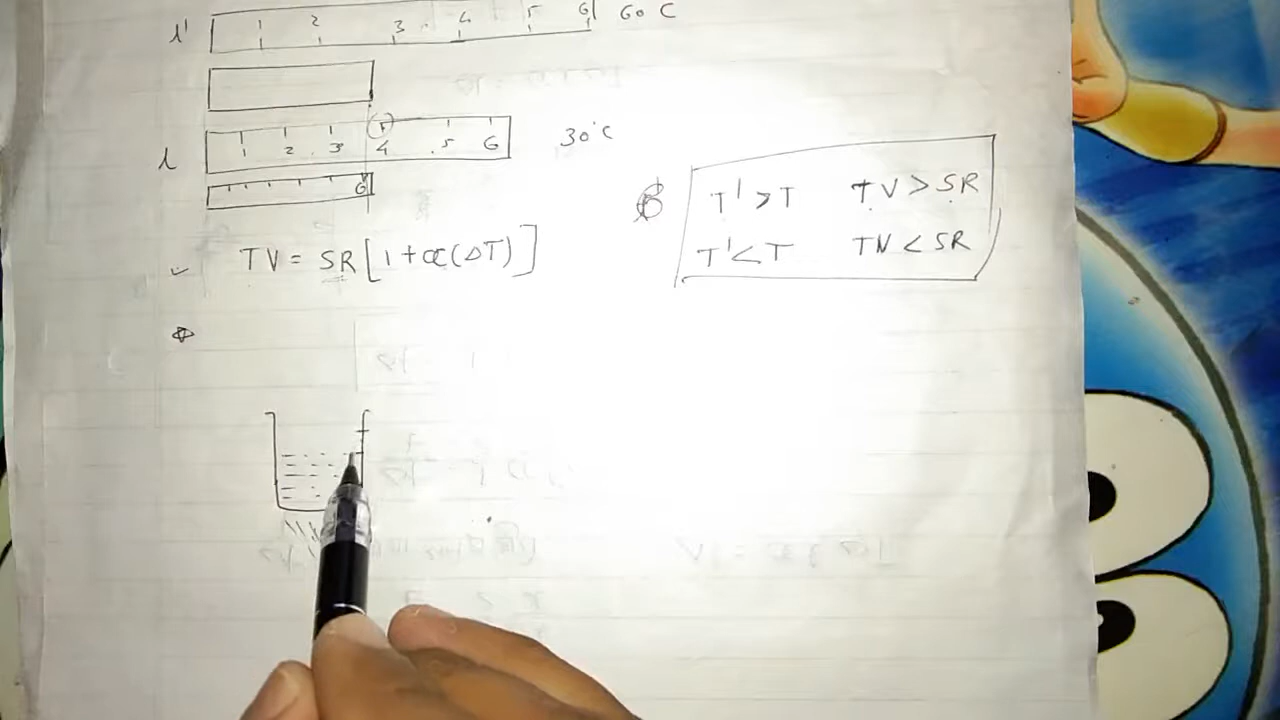 l' 1 2 3 4 5 6 60 C
l 1 2 3 4 5 6 30°C
6
T' > T TV > SR
T' < T TV < SR
TV = SR[1+α(ΔT)]